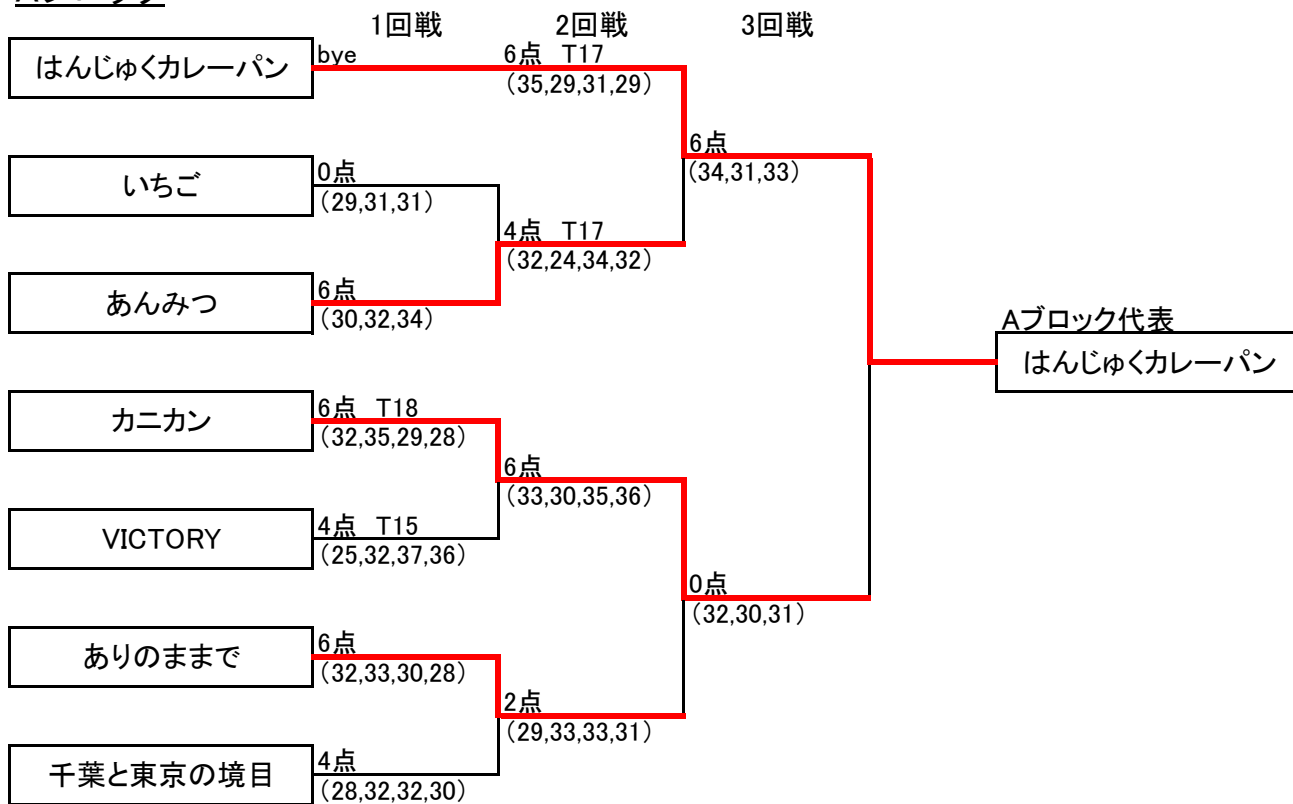 1回戦 2回戦 3回戦
はんじゅくカレーパン
bye
6点 T17
(35,29,31,29)
6点
(34,31,33)
いちご
0点
(29,31,31)
4点 T17
(32,24,34,32)
あんみつ
6点
(30,32,34)
Aブロック代表
はんじゅくカレーパン
カニカン
6点 T18
(32,35,29,28)
6点
(33,30,35,36)
VICTORY
4点 T15
(25,32,37,36)
0点
(32,30,31)
ありのままで
6点
(32,33,30,28)
2点
(29,33,33,31)
千葉と東京の境目
4点
(28,32,32,30)